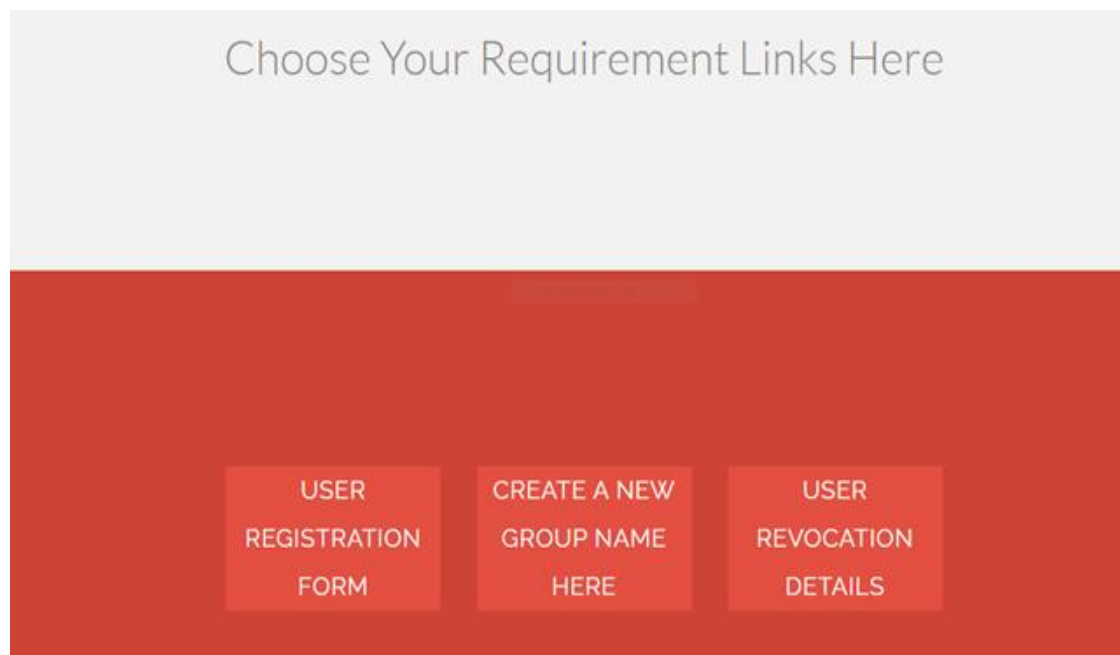 Choose Your Requirement Links Here
USER
REGISTRATION
FORM
CREATE A NEW
GROUP NAME
HERE
USER
REVOCATION
DETAILS